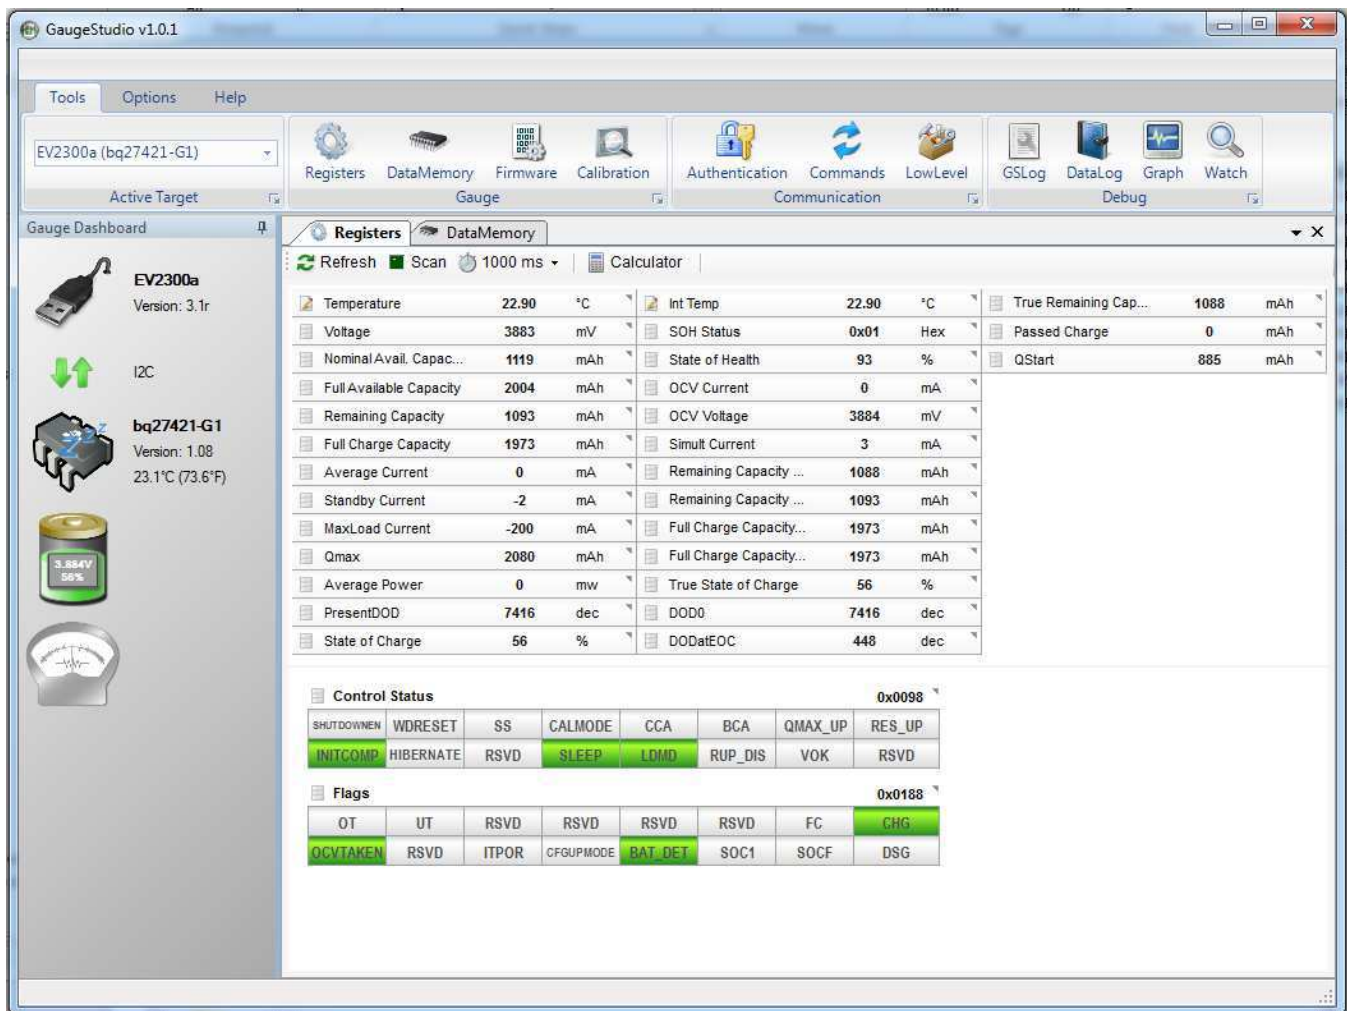 GaugeStudio v1.0.1
Tools Options Help
EV2300a (bq27421-G1)
Registers DataMemory Firmware Calibration Authentication Commands LowLevel GSLog DataLog Graph Watch
Active Target Gauge Communication Debug
Gauge Dashboard
Registers DataMemory
Refresh Scan 1000 ms Calculator
EV2300a
Version: 3.1r
I2C
bq27421-G1
Version: 1.08
23.1°C (73.6°F)
3.884V
56%
Temperature 22.90 °C Int Temp 22.90 °C True Remaining Cap... 1088 mAh
Voltage 3883 mV SOH Status 0x01 Hex Passed Charge 0 mAh
Nominal Avail. Capac... 1119 mAh State of Health 93 % QStart 885 mAh
Full Available Capacity 2004 mAh OCV Current 0 mA
Remaining Capacity 1093 mAh OCV Voltage 3884 mV
Full Charge Capacity 1973 mAh Simult Current 3 mA
Average Current 0 mA Remaining Capacity ... 1088 mAh
Standby Current -2 mA Remaining Capacity ... 1093 mAh
MaxLoad Current -200 mA Full Charge Capacity... 1973 mAh
Qmax 2080 mAh Full Charge Capacity... 1973 mAh
Average Power 0 mw True State of Charge 56 %
PresentDOD 7416 dec DOD0 7416 dec
State of Charge 56 % DODatEOC 448 dec
Control Status 0x0098
SHUTDOWNEN WDRESET SS CALMODE CCA BCA QMAX_UP RES_UP
INITCOMP HIBERNATE RSVD SLEEP LDMD RUP_DIS VOK RSVD
Flags 0x0188
OT UT RSVD RSVD RSVD RSVD FC CHG
OCVTAKEN RSVD ITPOR CFGUPMODE BAT_DET SOC1 SOCF DSG